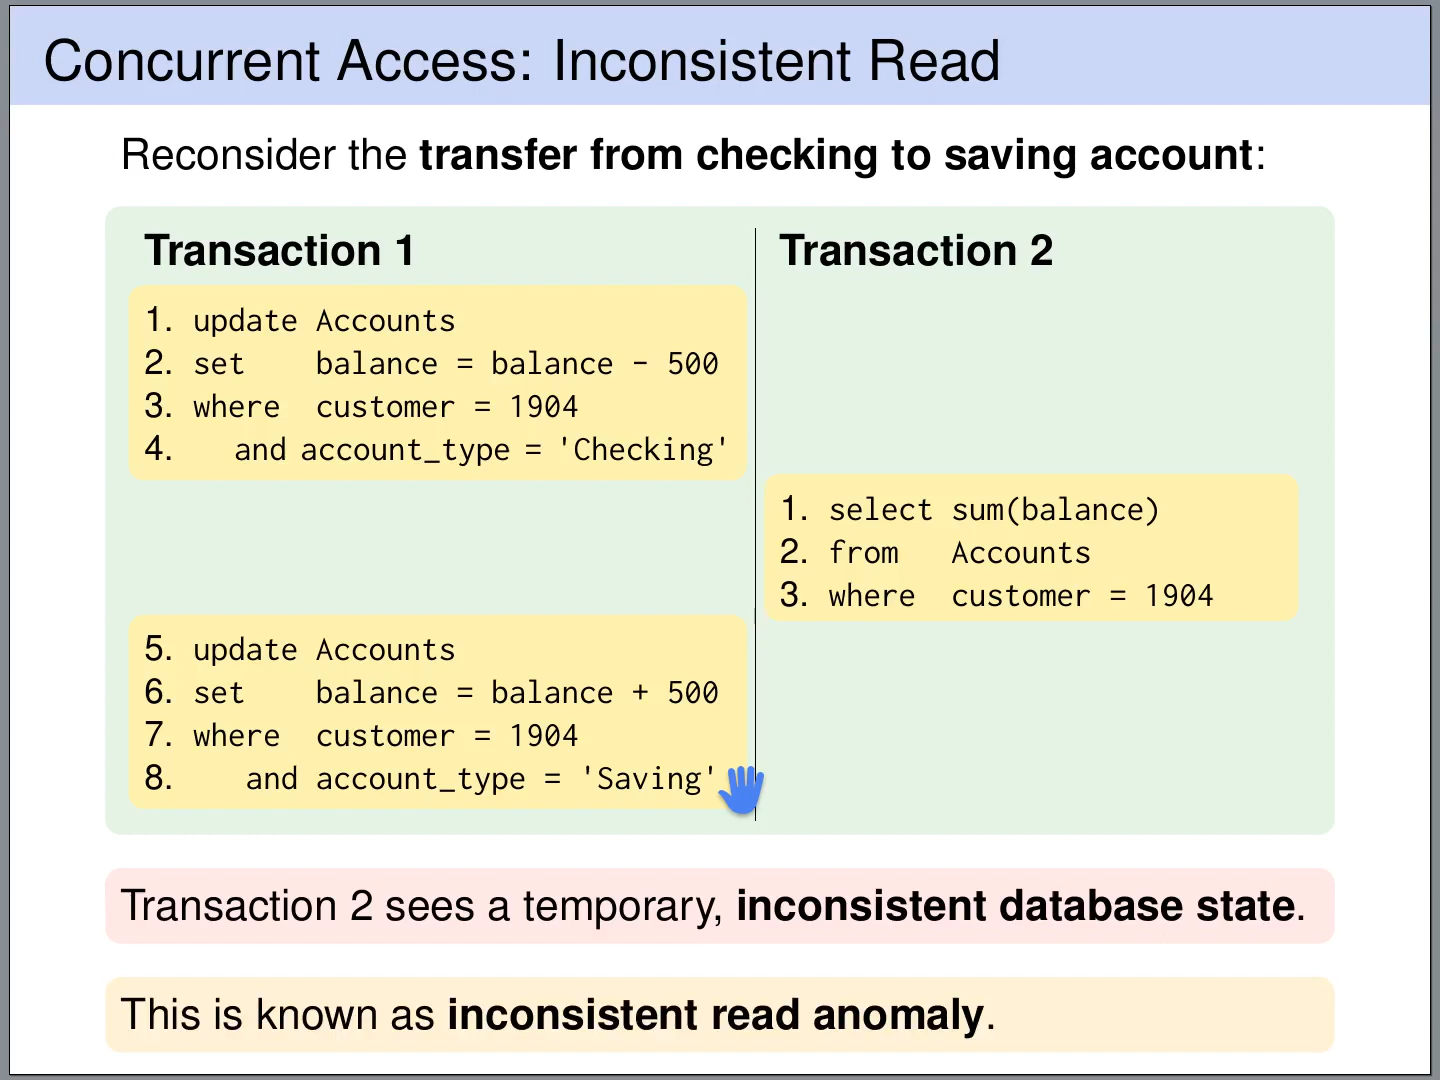 Concurrent Access: Inconsistent Read
Reconsider the transfer from checking to saving account:
Transaction 1
1. update Accounts
2. set    balance = balance - 500
3. where  customer = 1904
4.   and account_type = 'Checking'
5. update Accounts
6. set    balance = balance + 500
7. where  customer = 1904
8.   and account_type = 'Saving'
Transaction 2
1. select sum(balance)
2. from   Accounts
3. where  customer = 1904
Transaction 2 sees a temporary, inconsistent database state.
This is known as inconsistent read anomaly.